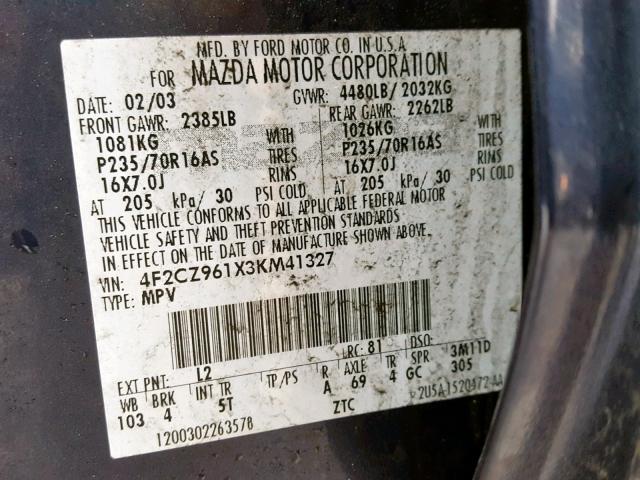 MFD. BY FORD MOTOR CO. IN U.S.A.
FOR MAZDA MOTOR CORPORATION
DATE: 02/03 GVWR: 4480LB/2032KG
FRONT GAWR: 2385LB REAR GAWR: 2262LB
1081KG WITH 1026KG WITH
P235/70R16AS TIRES P235/70R16AS TIRES
16X7.0J RIMS 16X7.0J RIMS
AT 205 kPa/ 30 PSI COLD AT 205 kPa/ 30 PSI COLD
THIS VEHICLE CONFORMS TO ALL APPLICABLE FEDERAL MOTOR
VEHICLE SAFETY AND THEFT PREVENTION STANDARDS
IN EFFECT ON THE DATE OF MANUFACTURE SHOWN ABOVE.
VIN: 4F2CZ961X3KM41327
TYPE: MPV
EXT PNT: L2 RC: 81 DSO:
WB BRK INT TR TP/PS R AXLE TR SPR 3M11D
103 4 5T A 69 4 GC 305
ZTC 2U5A1520472AA
1200302263578